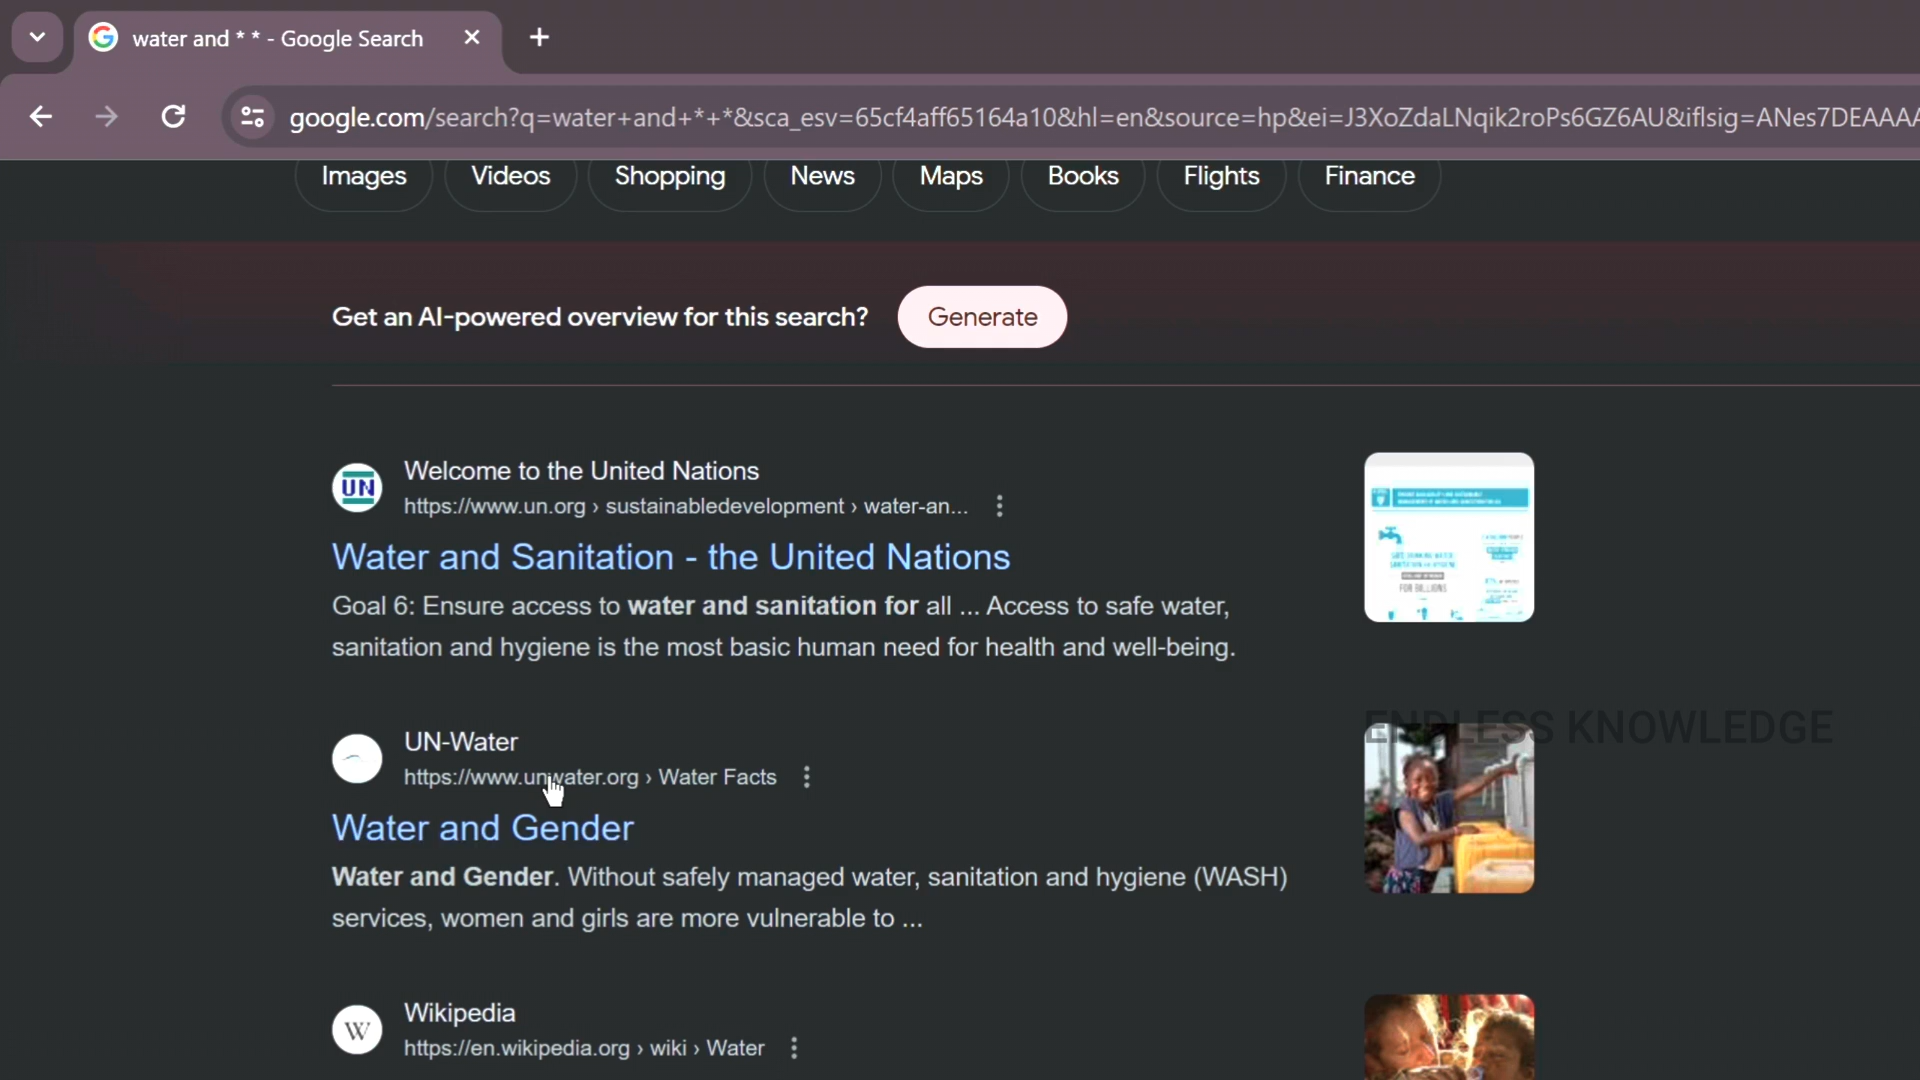 water and * * - Google Search
google.com/search?q=water+and+*+*&sca_esv=65cf4aff65164a10&hl=en&source=hp&ei=J3XoZdaLNqik2roPs6GZ6AU&iflsig=ANes7DEAAAA
Images Videos Shopping News Maps Books Flights Finance
Get an AI-powered overview for this search? Generate
UN
Welcome to the United Nations
https://www.un.org › sustainabledevelopment › water-an...
Water and Sanitation - the United Nations
Goal 6: Ensure access to water and sanitation for all ... Access to safe water,
sanitation and hygiene is the most basic human need for health and well-being.
FOR BILLIONS
ENDLESS KNOWLEDGE
UN-Water
https://www.unwater.org › Water Facts
Water and Gender
Water and Gender. Without safely managed water, sanitation and hygiene (WASH)
services, women and girls are more vulnerable to ...
W
Wikipedia
https://en.wikipedia.org › wiki › Water